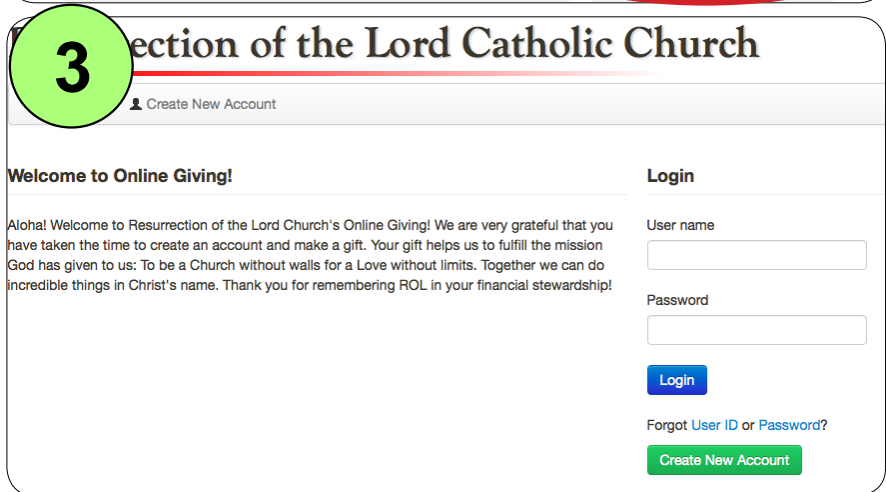 3
ection of the Lord Catholic Church
Create New Account
Welcome to Online Giving!
Aloha! Welcome to Resurrection of the Lord Church's Online Giving! We are very grateful that you
have taken the time to create an account and make a gift. Your gift helps us to fulfill the mission
God has given to us: To be a Church without walls for a Love without limits. Together we can do
incredible things in Christ's name. Thank you for remembering ROL in your financial stewardship!
Login
User name
Password
Login
Forgot User ID or Password?
Create New Account